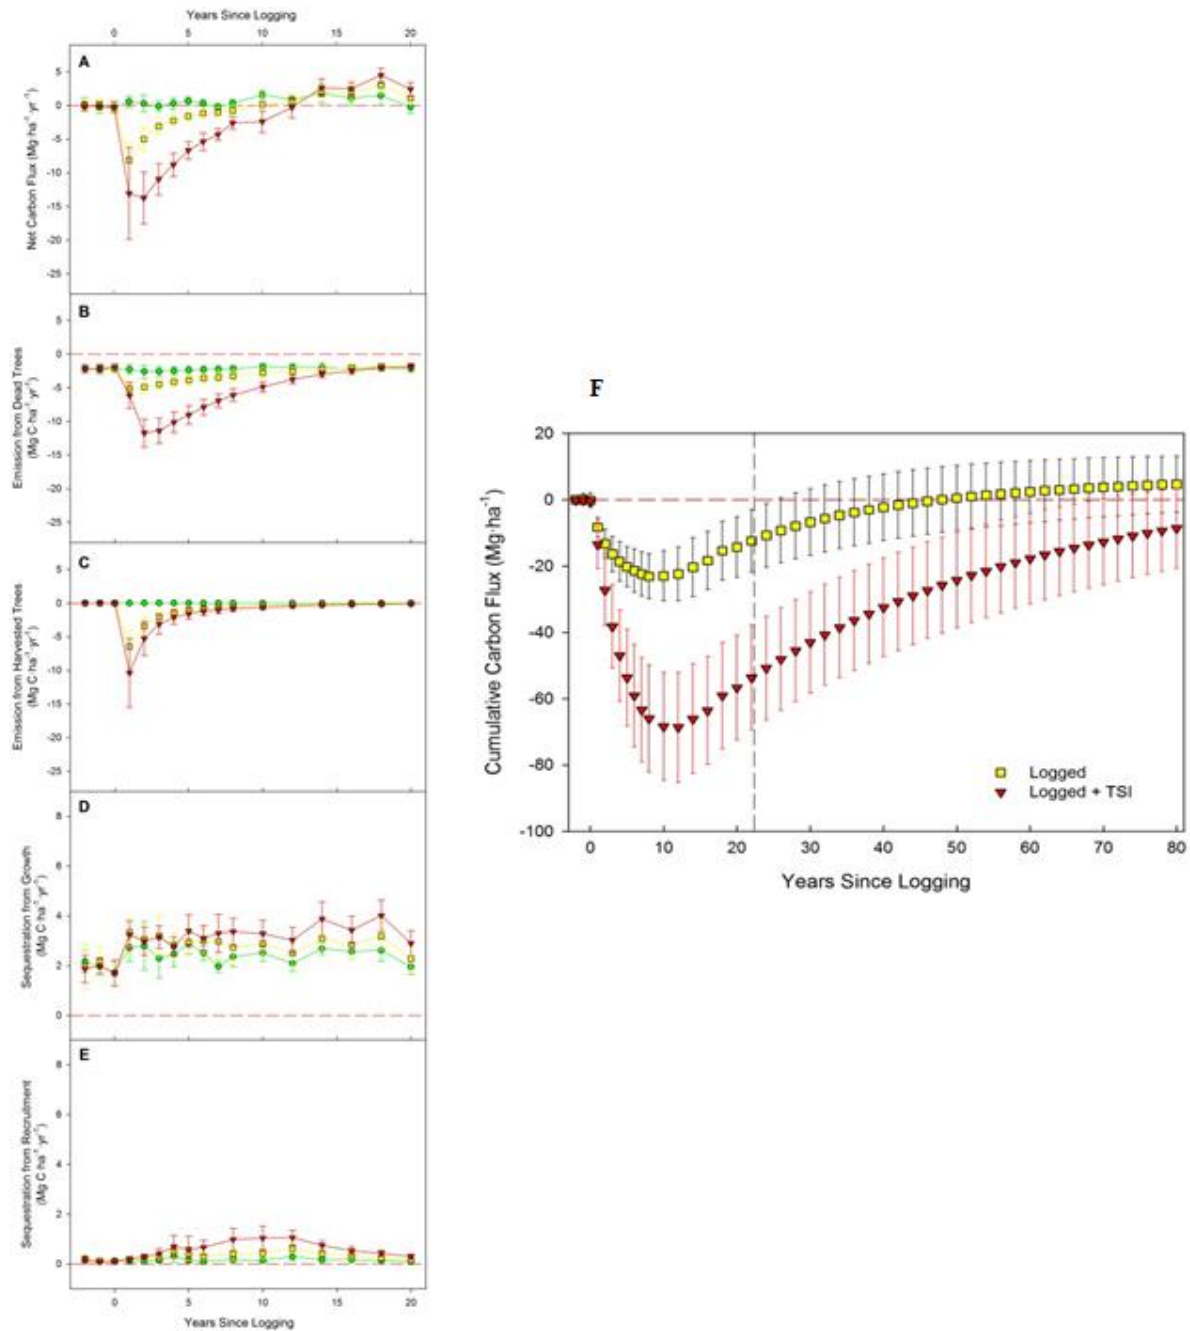 Years Since Logging
0 5 10 15 20
A
5
0
-5
-10
-15
-20
-25
Net Carbon Flux (Mg·ha⁻¹·yr⁻¹)
B
5
0
-5
-10
-15
-20
-25
Emission from Dead Trees
(Mg C·ha⁻¹·yr⁻¹)
C
5
0
-5
-10
-15
-20
-25
Emission from Harvested Trees
(Mg C·ha⁻¹·yr⁻¹)
D
8
6
4
2
0
Sequestration from Growth
(Mg C·ha⁻¹·yr⁻¹)
E
8
6
4
2
0
Sequestration from Recruitment
(Mg C·ha⁻¹·yr⁻¹)
0 5 10 15 20
Years Since Logging
F
20
0
-20
-40
-60
-80
-100
Cumulative Carbon Flux (Mg·ha⁻¹)
Logged
Logged + TSI
0 10 20 30 40 50 60 70 80
Years Since Logging